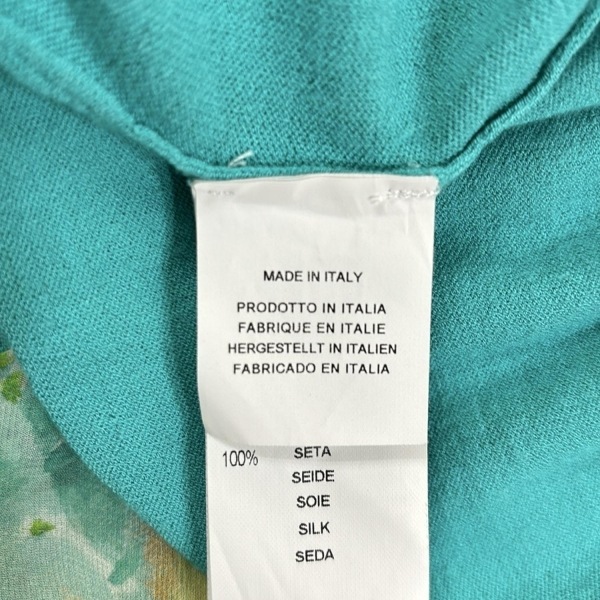 MADE IN ITALY
PRODOTTO IN ITALIA
FABRIQUE EN ITALIE
HERGESTELLT IN ITALIEN
FABRICADO EN ITALIA
100% SETA
SEIDE
SOIE
SILK
SEDA